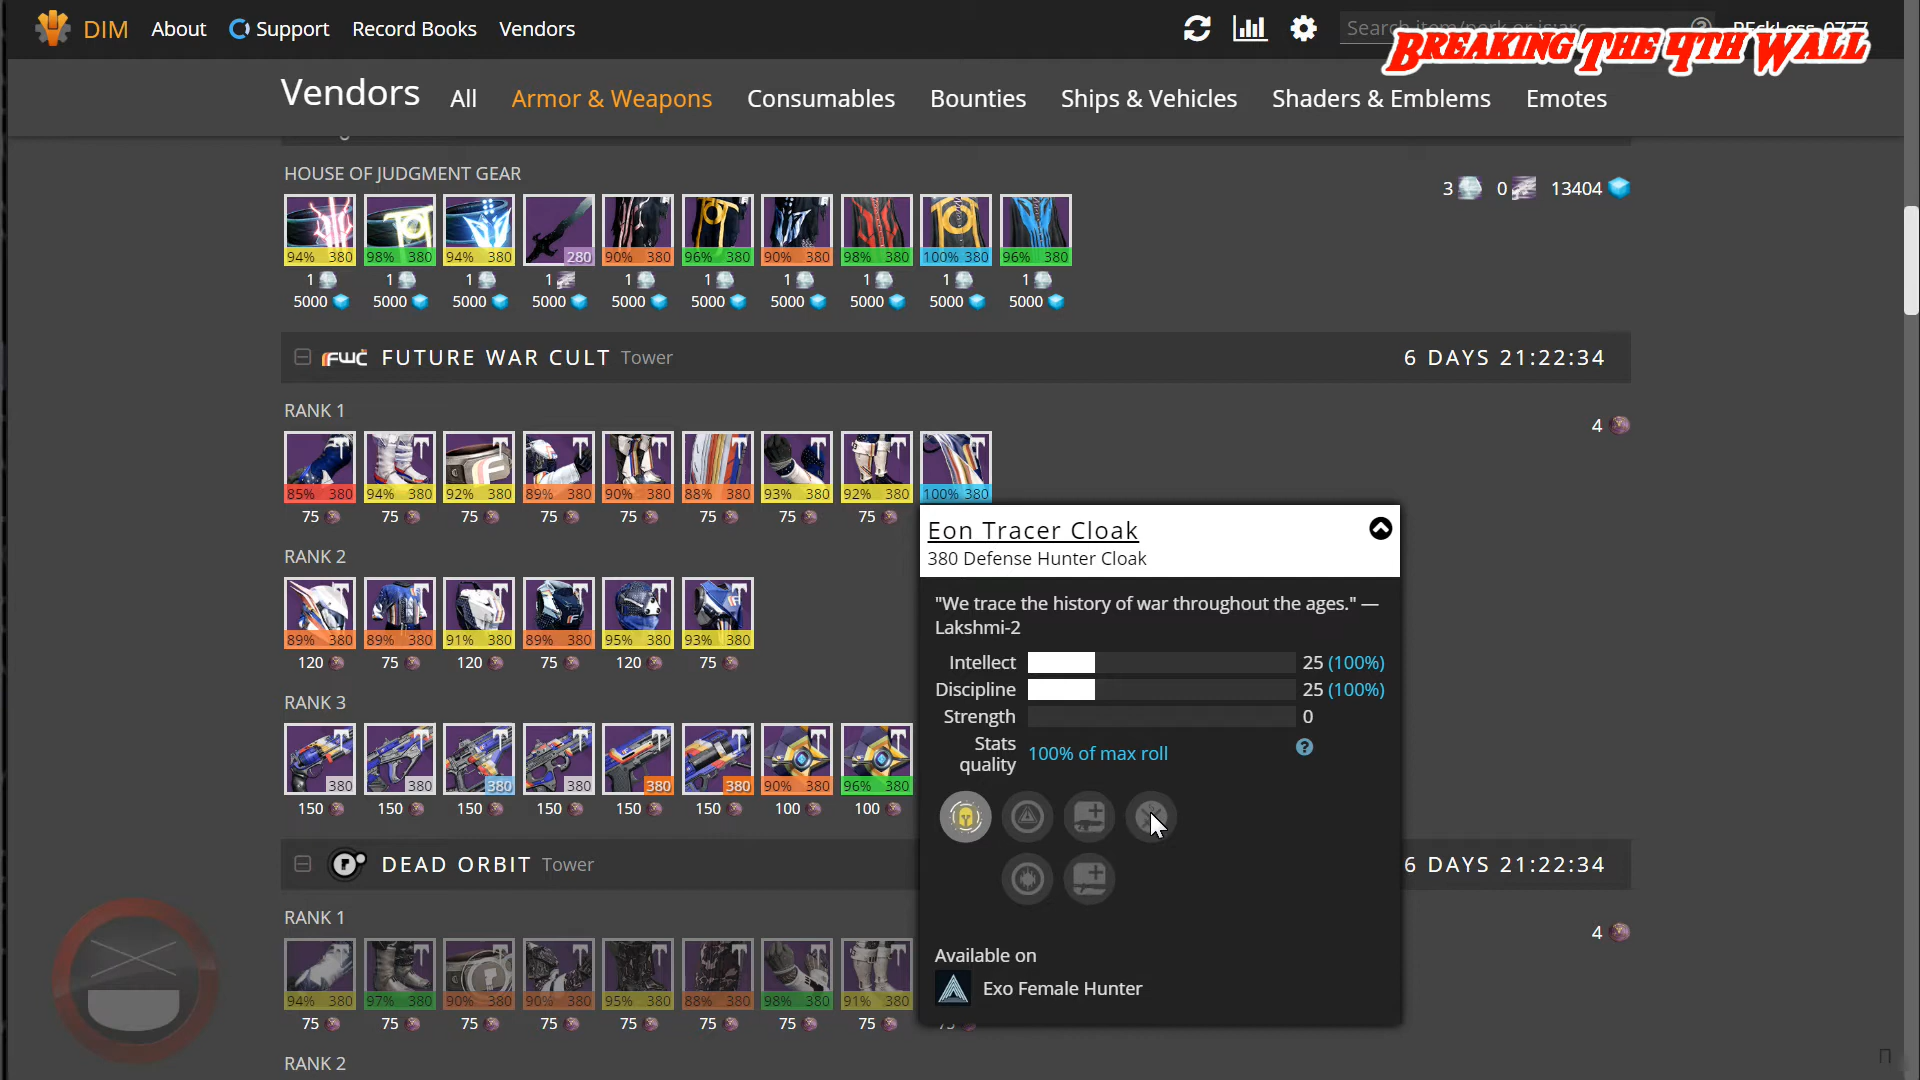 DIM About Support Record Books Vendors
BREAKING THE 4TH WALL
Vendors All Armor & Weapons Consumables Bounties Ships & Vehicles Shaders & Emblems Emotes
HOUSE OF JUDGMENT GEAR
3 0 13404
94% 380 98% 380 94% 380 280 90% 380 96% 380 90% 380 98% 380 100% 380 96% 380
1 1 1 1 1 1 1 1 1 1
5000 5000 5000 5000 5000 5000 5000 5000 5000 5000
FWC FUTURE WAR CULT Tower 6 DAYS 21:22:34
RANK 1
4
85% 380 94% 380 92% 380 89% 380 90% 380 88% 380 93% 380 92% 380 100% 380
75 75 75 75 75 75 75 75
RANK 2
89% 380 89% 380 91% 380 89% 380 95% 380 93% 380
120 75 120 75 120 75
RANK 3
380 380 380 380 380 380 90% 380 96% 380
150 150 150 150 150 150 100 100
Eon Tracer Cloak
380 Defense Hunter Cloak
"We trace the history of war throughout the ages." —
Lakshmi-2
Intellect 25 (100%)
Discipline 25 (100%)
Strength 0
Stats
quality 100% of max roll ?
Available on
Exo Female Hunter
DEAD ORBIT Tower 6 DAYS 21:22:34
RANK 1
4
94% 380 97% 380 90% 380 90% 380 95% 380 88% 380 98% 380 91% 380
75 75 75 75 75 75 75 75
RANK 2